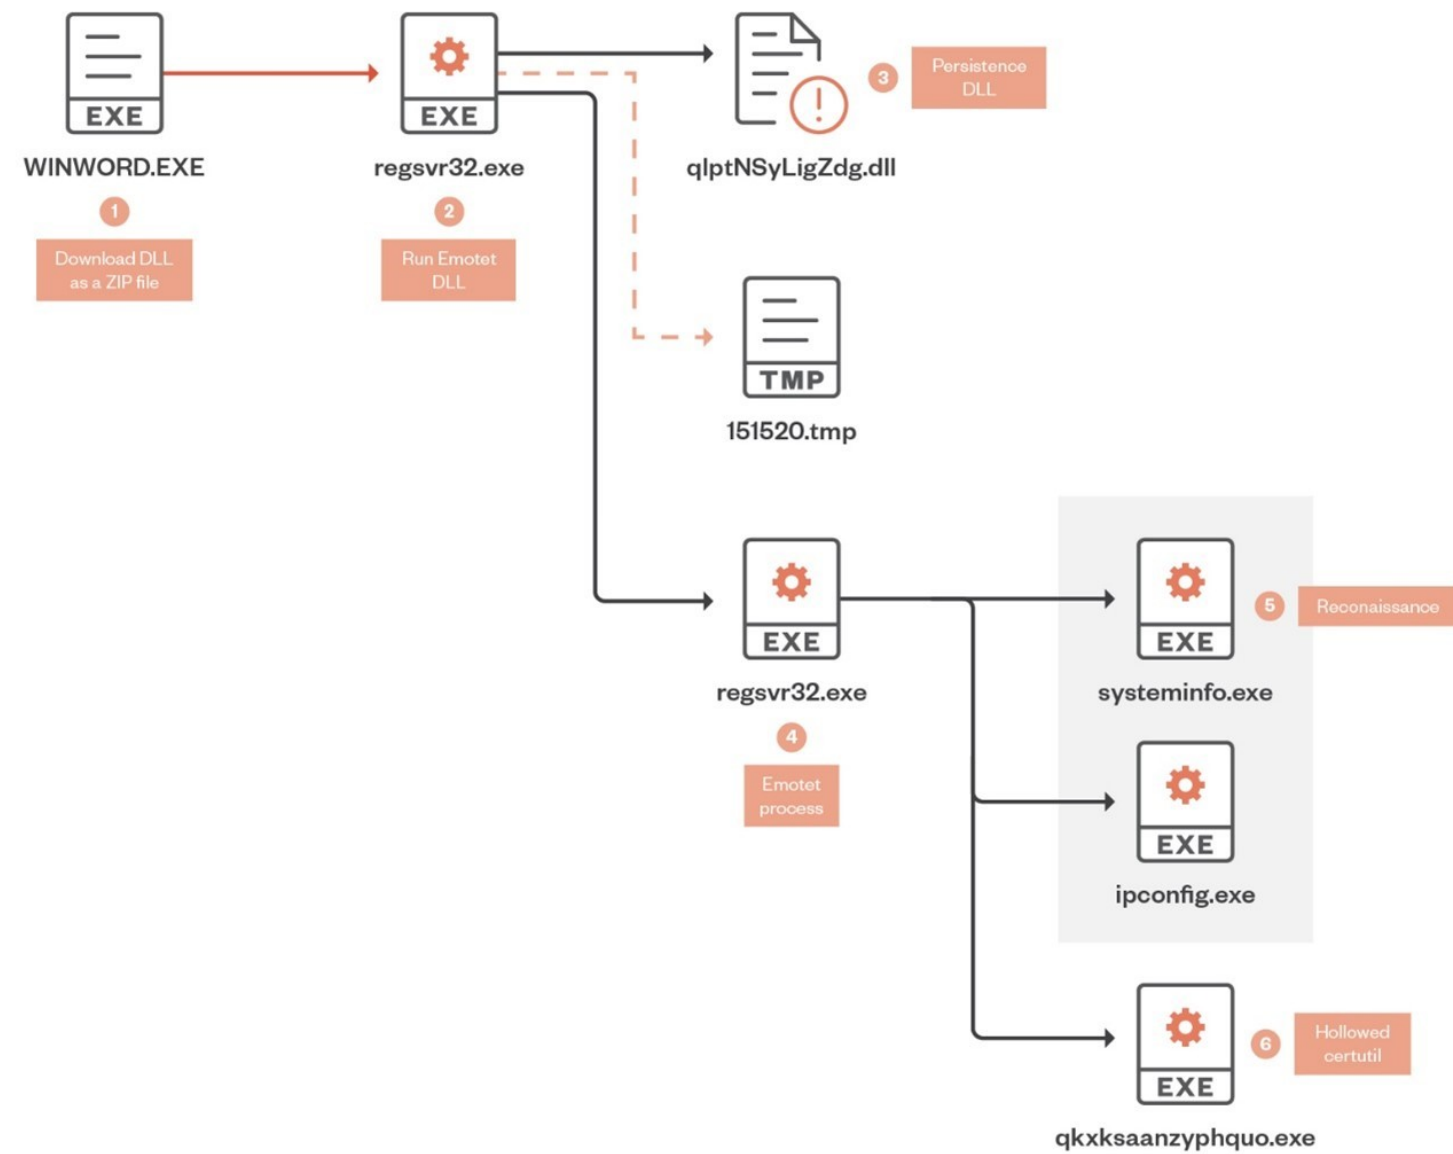 EXE
WINWORD.EXE
1
Download DLL
as a ZIP file
EXE
regsvr32.exe
2
Run Emotet
DLL
qlptNSyLigZdg.dll
3
Persistence
DLL
TMP
151520.tmp
EXE
regsvr32.exe
4
Emotet
process
EXE
systeminfo.exe
5
Reconaissance
EXE
ipconfig.exe
EXE
qkxksaanzyphquo.exe
6
Hollowed
certutil